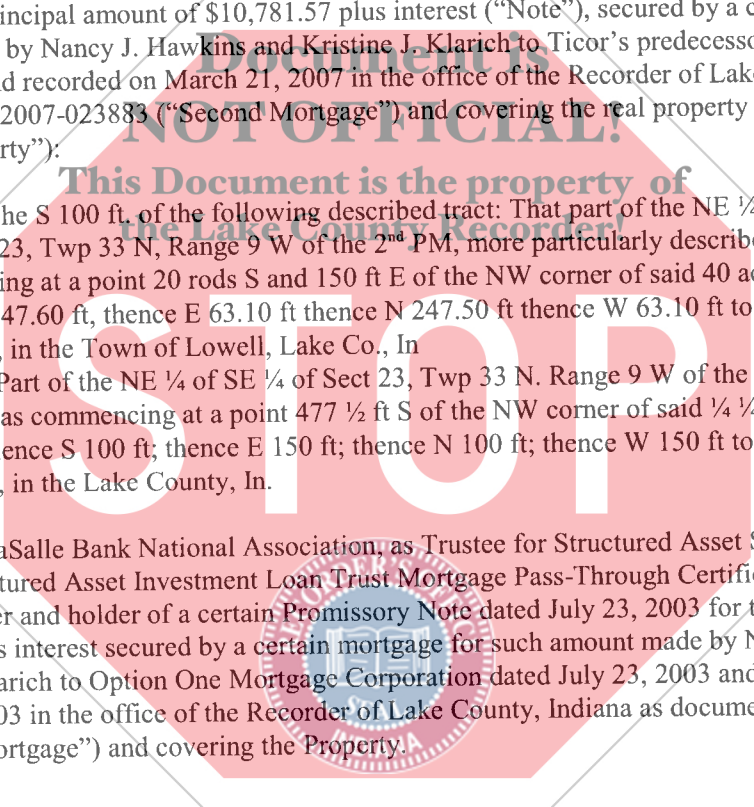 incipal amount of $10,781.57 plus interest (“Note”), secured by a c
by Nancy J. Hawkins and Kristine J. Klarich to Ticor’s predecesso
Document is
d recorded on March 21, 2007 in the office of the Recorder of Lake
2007-023883 (“Second Mortgage”) and covering the real property
NOT OFFICIAL!
rty”):
This Document is the property of
he S 100 ft. of the following described tract: That part of the NE ¼
the Lake County Recorder!
23, Twp 33 N, Range 9 W of the 2nd PM, more particularly describe
ing at a point 20 rods S and 150 ft E of the NW corner of said 40 ac
47.60 ft, thence E 63.10 ft thence N 247.50 ft thence W 63.10 ft to
, in the Town of Lowell, Lake Co., In
Part of the NE ¼ of SE ¼ of Sect 23, Twp 33 N. Range 9 W of the
as commencing at a point 477 ½ ft S of the NW corner of said ¼ ¼
STOP
ence S 100 ft; thence E 150 ft; thence N 100 ft; thence W 150 ft to
, in the Lake County, In.
aSalle Bank National Association, as Trustee for Structured Asset S
tured Asset Investment Loan Trust Mortgage Pass-Through Certific
er and holder of a certain Promissory Note dated July 23, 2003 for t
s interest secured by a certain mortgage for such amount made by N
arich to Option One Mortgage Corporation dated July 23, 2003 and
03 in the office of the Recorder of Lake County, Indiana as docume
SEAL
ortgage”) and covering the Property.
INDIANA